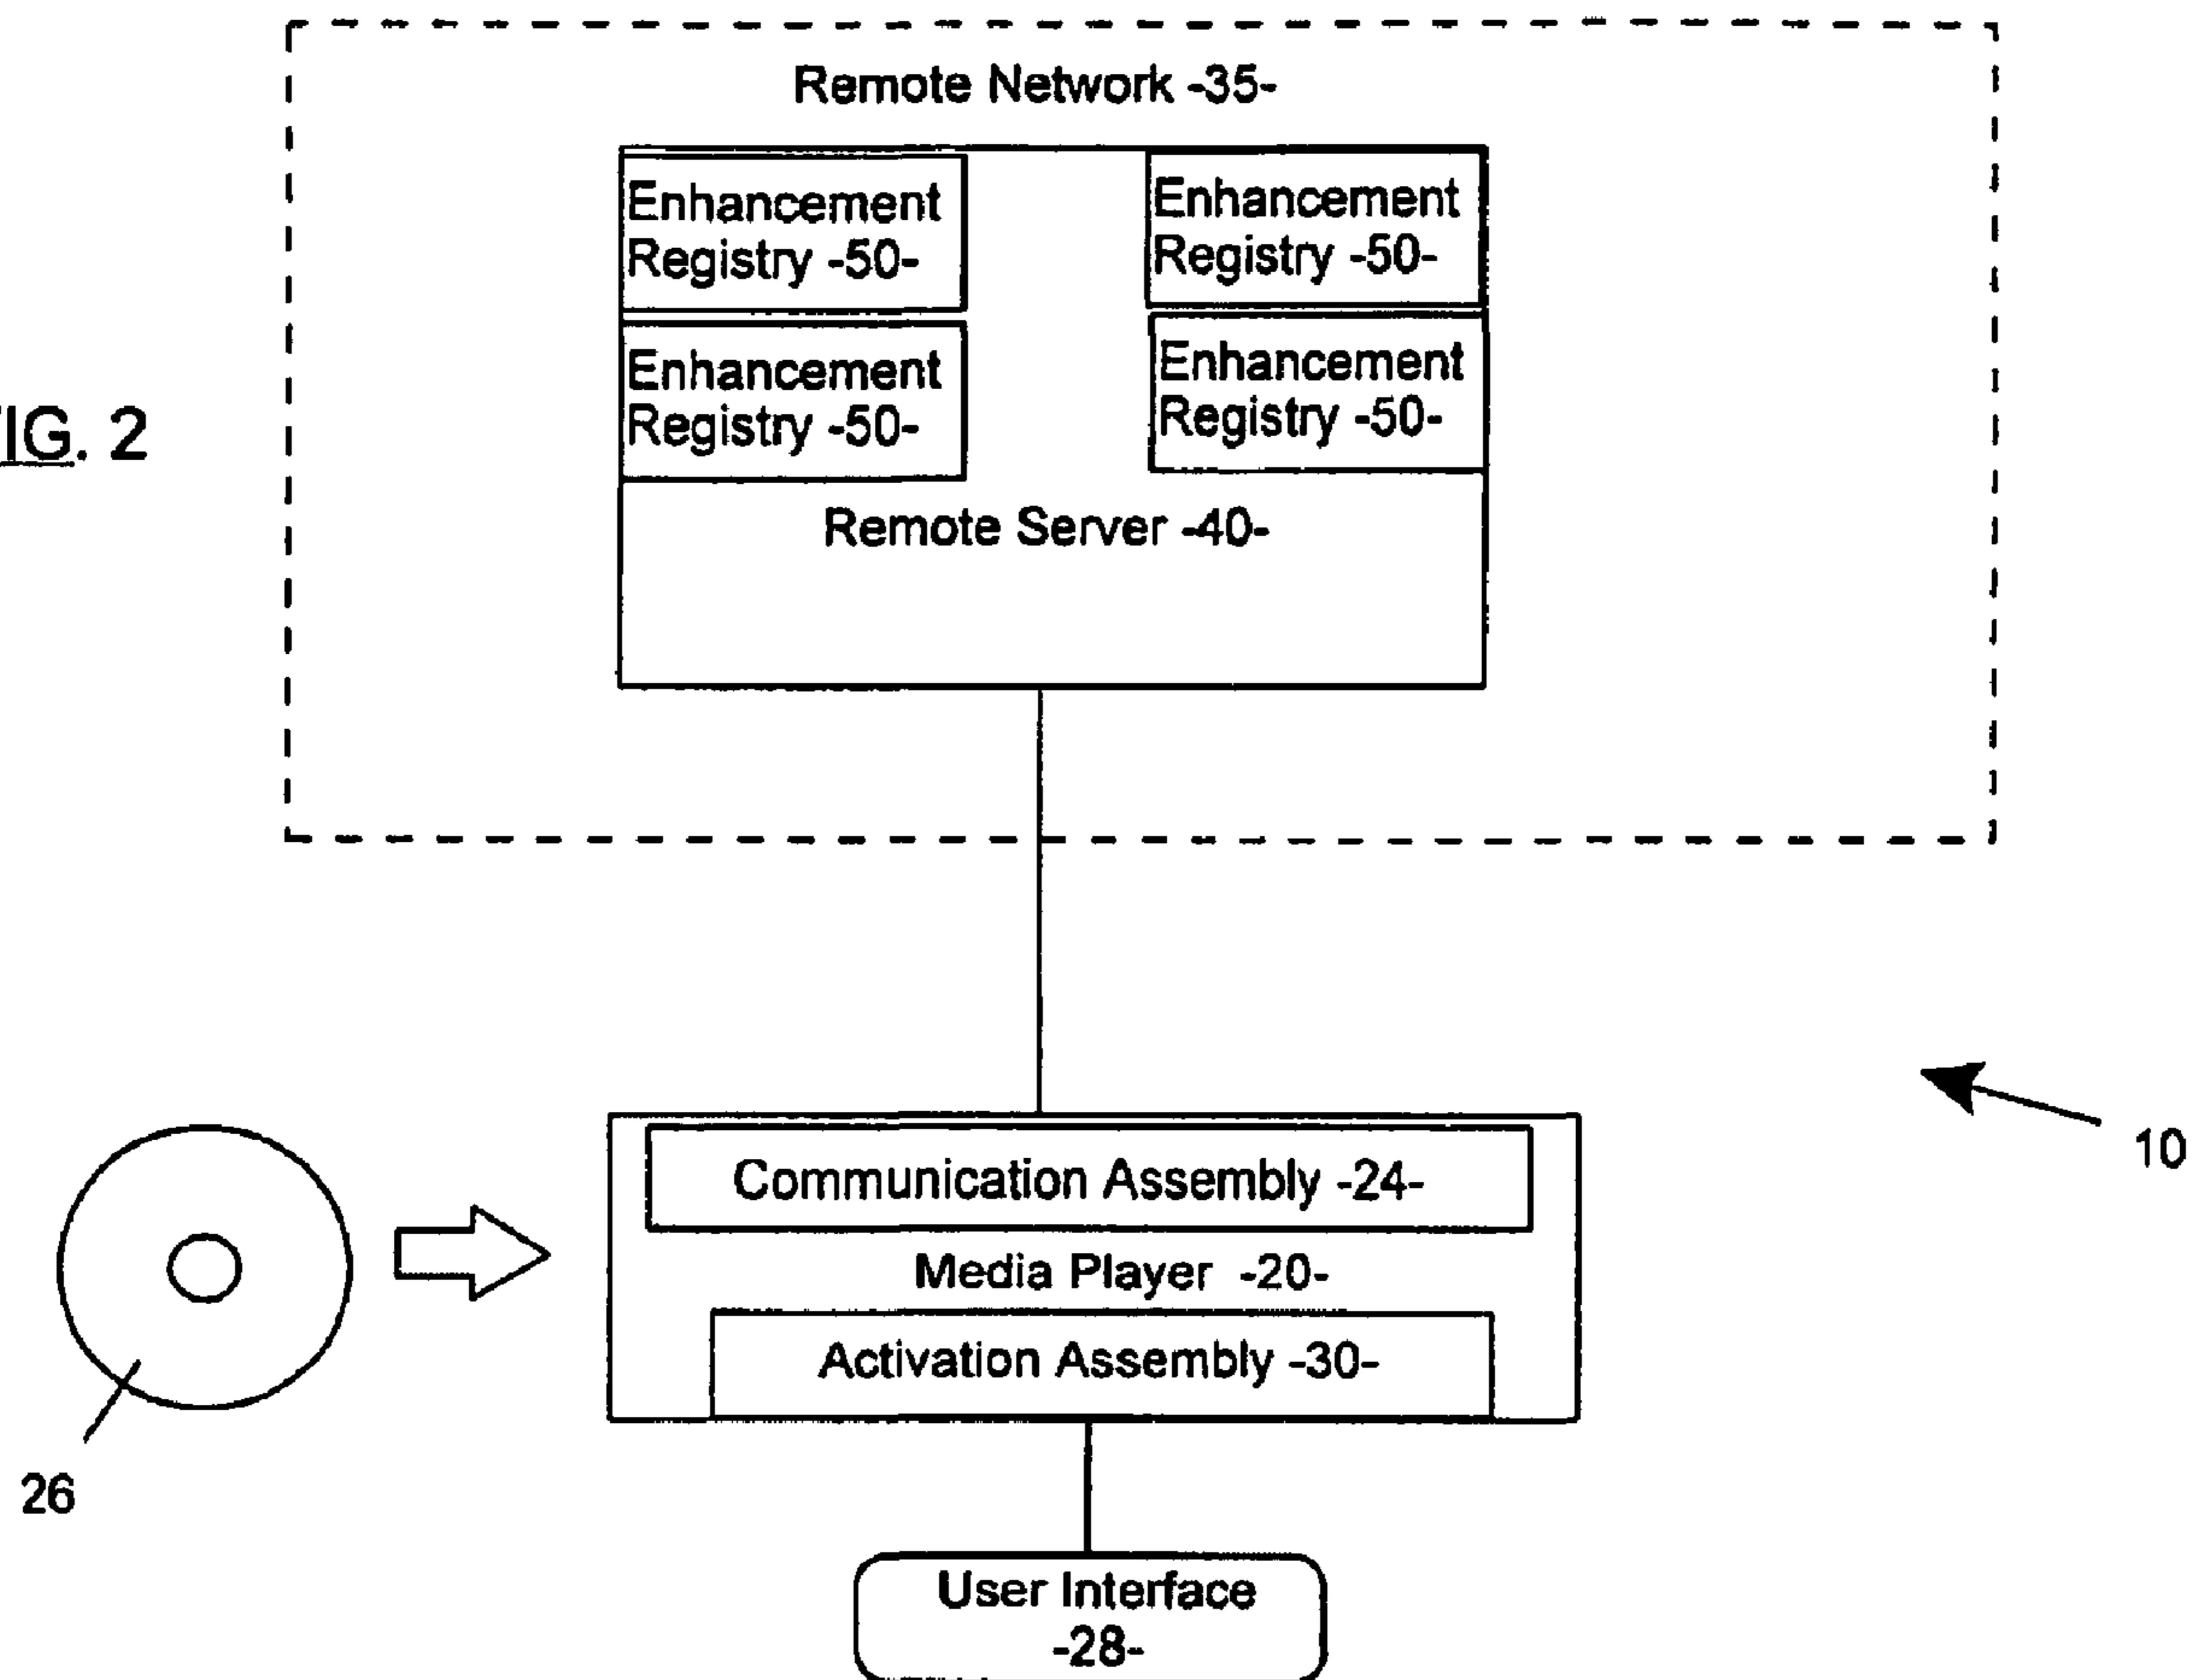 Remote Network -35-
Enhancement
Registry -50-
Enhancement
Registry -50-
Enhancement
Registry -50-
Enhancement
Registry -50-
Remote Server -40-
IG. 2
Communication Assembly -24-
Media Player -20-
Activation Assembly -30-
10
26
User Interface
-28-